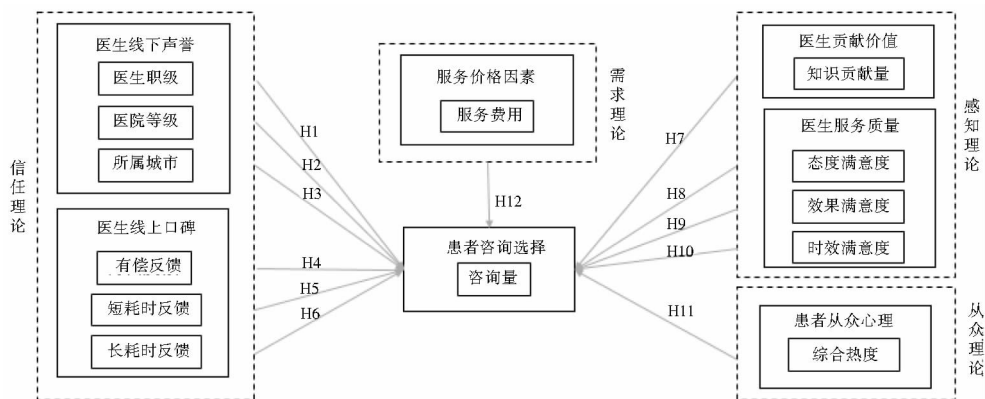 信任理论
医生线下声誉
医生职级
医院等级
所属城市
医生线上口碑
有偿反馈
短耗时反馈
长耗时反馈
H1
H2
H3
H4
H5
H6
服务价格因素
服务费用
需求理论
H12
患者咨询选择
咨询量
H7
H8
H9
H10
H11
医生贡献价值
知识贡献量
医生服务质量
态度满意度
效果满意度
时效满意度
感知理论
患者从众心理
综合热度
从众理论